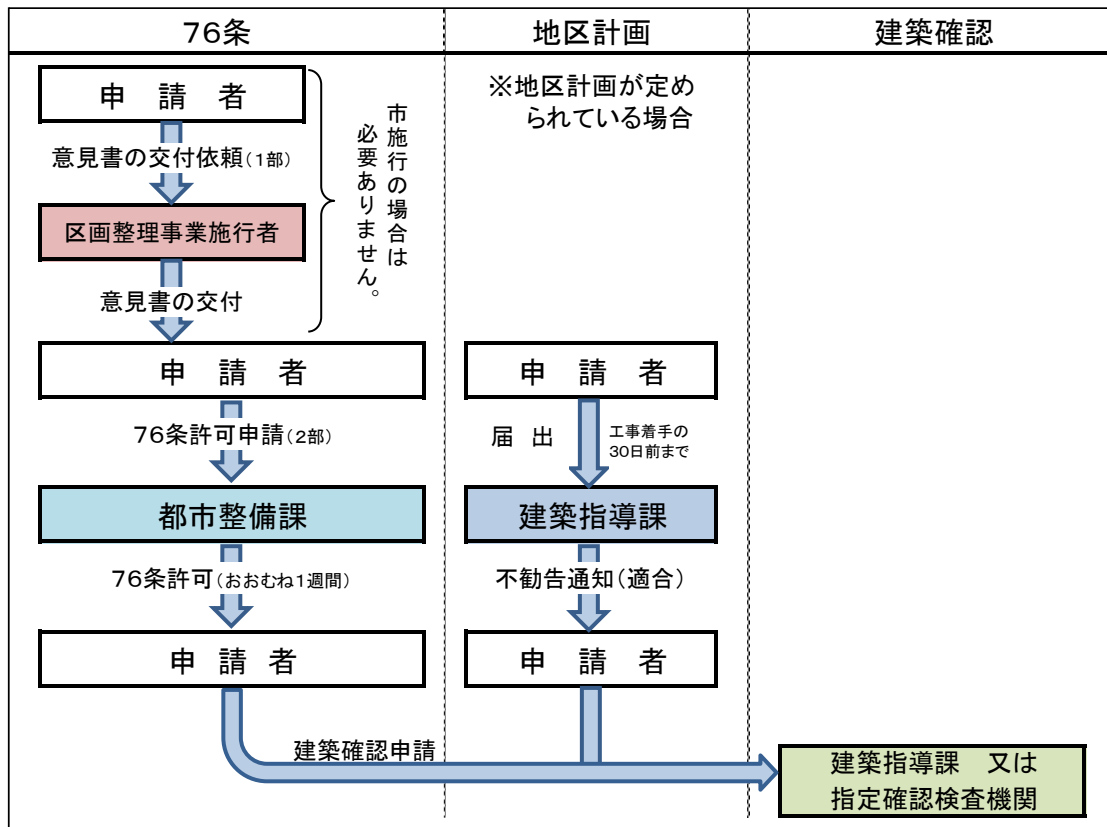 76条
地区計画
建築確認
申 請 者
意見書の交付依頼(1部)
区画整理事業施行者
意見書の交付
市施行の場合は
必要ありません。
申 請 者
76条許可申請(2部)
都市整備課
76条許可(おおむね1週間)
申 請 者
※地区計画が定め
られている場合
申 請 者
届 出
工事着手の
30日前まで
建築指導課
不勧告通知(適合)
申 請 者
建築確認申請
建築指導課 又は
指定確認検査機関